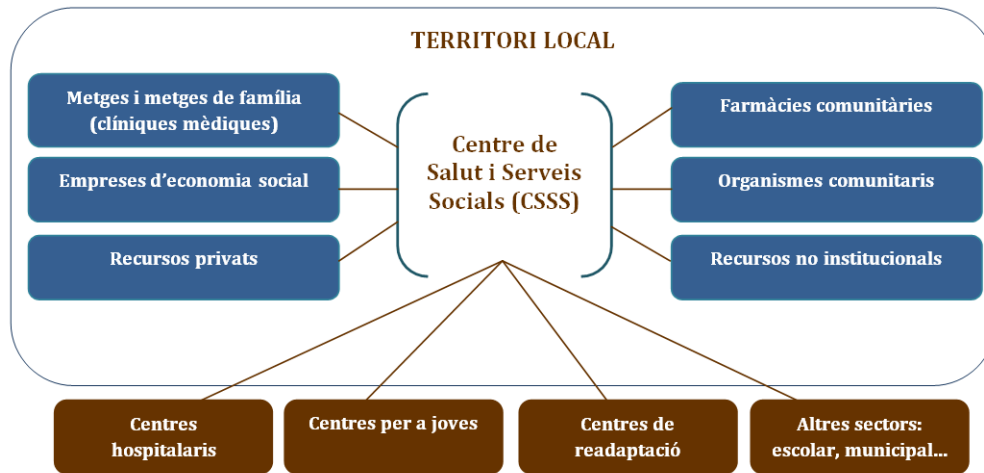 TERRITORI LOCAL
Metges i metges de família
(clíniques mèdiques)
Empreses d’economia social
Recursos privats
Centre de
Salut i Serveis
Socials (CSSS)
Farmàcies comunitàries
Organismes comunitaris
Recursos no institucionals
Centres
hospitalaris
Centres per a joves
Centres de
readaptació
Altres sectors:
escolar, municipal...